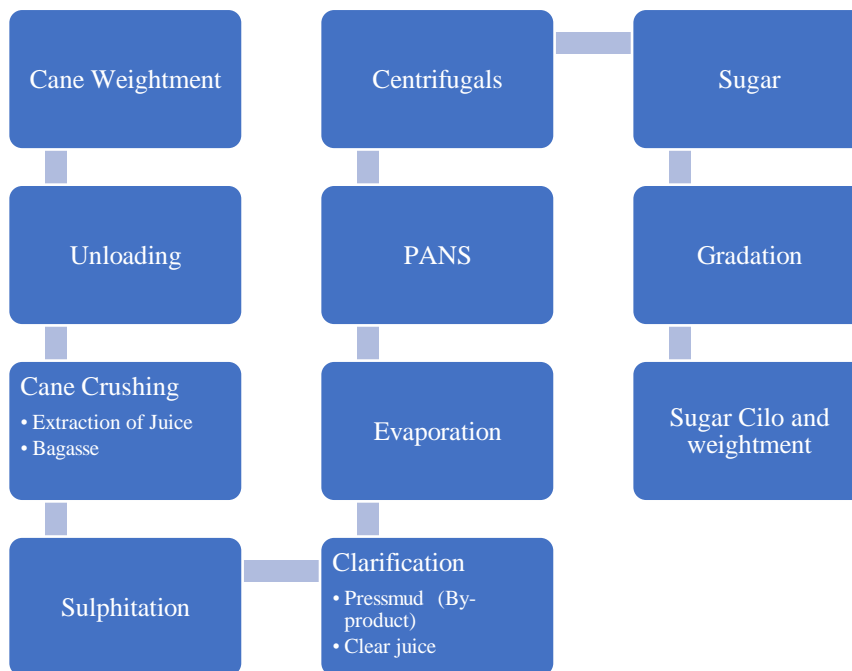 Cane Weightment
Unloading
Cane Crushing
• Extraction of Juice
• Bagasse
Sulphitation
Clarification
• Pressmud (By-
product)
• Clear juice
Evaporation
PANS
Centrifugals
Sugar
Gradation
Sugar Cilo and
weightment